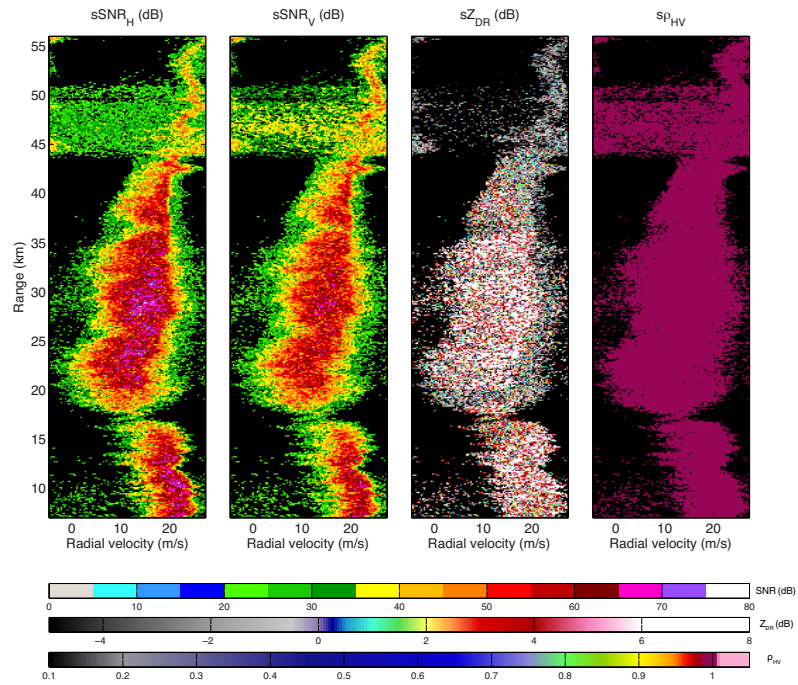 sSNR_H (dB) sSNR_V (dB) sZ_DR (dB) sρ_HV
55
50
45
40
35
30
25
20
15
10
Range (km)
0 10 20 0 10 20 0 10 20 0 10 20
Radial velocity (m/s) Radial velocity (m/s) Radial velocity (m/s) Radial velocity (m/s)
SNR (dB)
0 10 20 30 40 50 60 70 80
Z_DR (dB)
−4 −2 0 2 4 6 8
ρ_HV
0.1 0.2 0.3 0.4 0.5 0.6 0.7 0.8 0.9 1